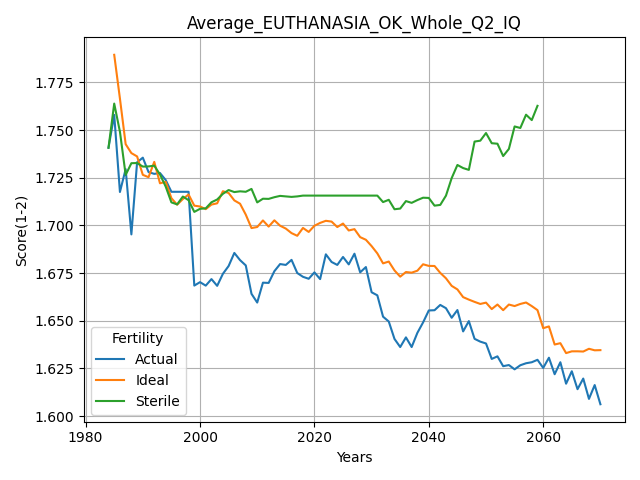 Average_EUTHANASIA_OK_Whole_Q2_IQ
Score(1-2)
1.775
1.750
1.725
1.700
1.675
1.650
1.625
1.600
Fertility
Actual
Ideal
Sterile
1980
2000
2020
2040
2060
Years